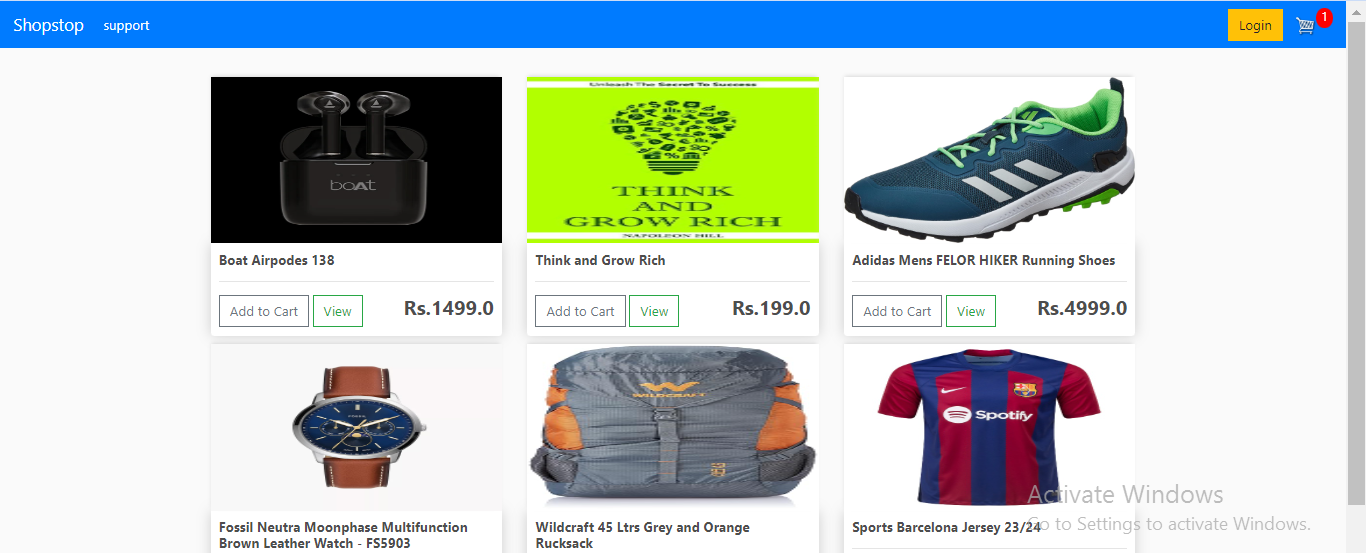 Shopstop support Login 1
boAt
Unleash The Secret To Success
THINK
AND
GROW RICH
NAPOLEON HILL
Boat Airpodes 138
Think and Grow Rich
Adidas Mens FELOR HIKER Running Shoes
Add to Cart View Rs.1499.0
Add to Cart View Rs.199.0
Add to Cart View Rs.4999.0
FOSSIL
WILDCRAFT
Spotify
Fossil Neutra Moonphase Multifunction
Brown Leather Watch - FS5903
Wildcraft 45 Ltrs Grey and Orange
Rucksack
Sports Barcelona Jersey 23/24
Activate Windows
Go to Settings to activate Windows.